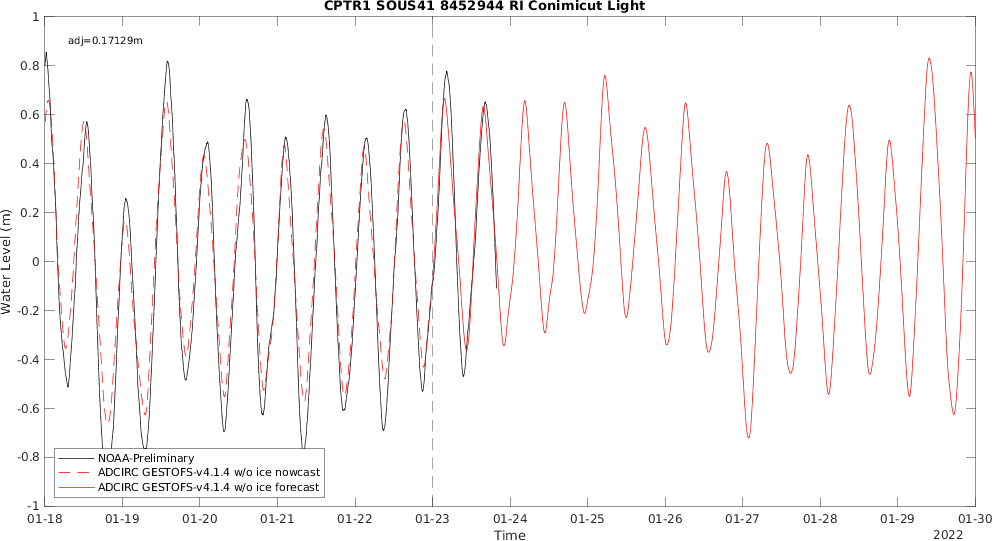 CPTR1 SOUS41 8452944 RI Conimicut Light
adj=0.17129m
1
0.8
0.6
0.4
0.2
0
-0.2
-0.4
-0.6
-0.8
-1
Water Level (m)
NOAA-Preliminary
ADCIRC GESTOFS-v4.1.4 w/o ice nowcast
ADCIRC GESTOFS-v4.1.4 w/o ice forecast
01-18 01-19 01-20 01-21 01-22 01-23 01-24 01-25 01-26 01-27 01-28 01-29 01-30
Time
2022